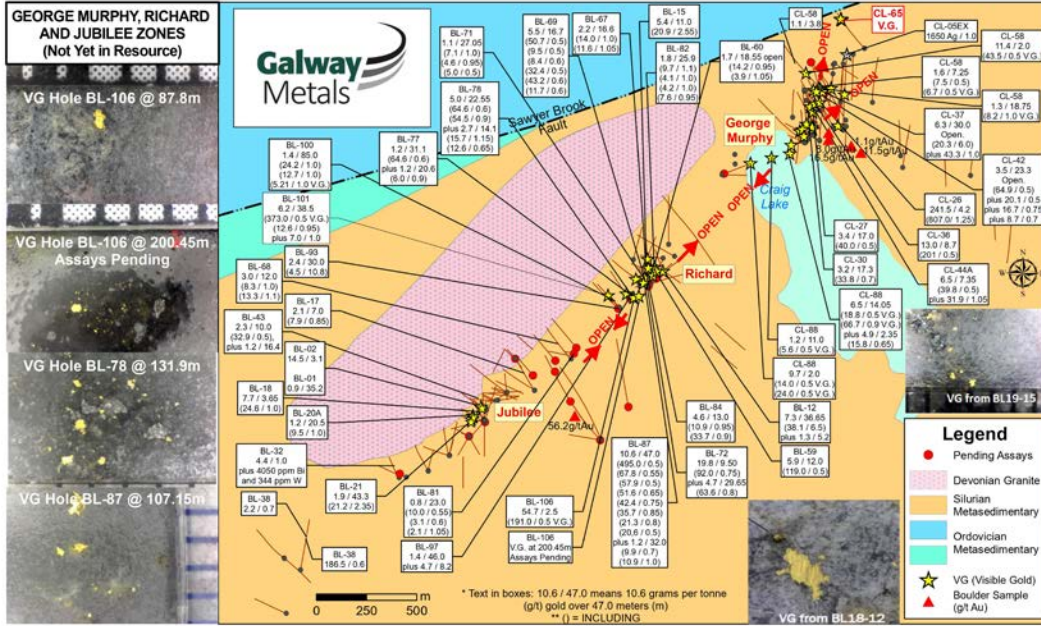 GEORGE MURPHY, RICHARD
AND JUBILEE ZONES
(Not Yet in Resource)
VG Hole BL-106 @ 87.8m
VG Hole BL-106 @ 200.45m
Assays Pending
VG Hole BL-78 @ 131.9m
VG Hole BL-87 @ 107.15m
Galway
Metals
BL-71
1.1 / 27.05
(7.1 / 1.0)
(4.6 / 0.95)
(5.0 / 0.5)
BL-69
5.5 / 16.7
(50.7 / 0.5)
(9.5 / 0.5)
(8.4 / 0.6)
(32.4 / 0.5)
(43.2 / 0.6)
(11.7 / 0.6)
BL-67
2.2 / 16.6
(14.0 / 1.0)
(11.6 / 1.05)
BL-15
5.4 / 11.0
(20.9 / 2.55)
BL-82
1.8 / 25.9
(9.7 / 1.1)
(4.1 / 1.0)
(4.2 / 1.0)
(7.6 / 0.95)
BL-60
1.7 / 18.55 open
(14.2 / 0.95)
(3.9 / 1.05)
CL-58
1.1 / 3.8
CL-65
V.G.
CL-05EX
1650 Ag / 1.0
CL-58
11.4 / 2.0
(43.5 / 0.5 V.G.)
CL-58
1.6 / 7.25
(7.5 / 0.5)
(6.7 / 0.5 V.G.)
CL-58
1.3 / 18.75
(8.2 / 1.0 V.G.)
CL-37
6.3 / 30.0
Open.
(20.3 / 6.0)
plus 43.3 / 1.0
CL-42
3.5 / 23.3
Open.
(64.9 / 0.5)
plus 20.1 / 0.5
plus 16.7 / 0.75
plus 8.7 / 0.7
CL-26
241.5 / 4.2
(807.0 / 1.25)
CL-36
13.0 / 8.7
(201 / 0.5)
CL-44A
6.5 / 7.35
(39.8 / 0.5)
plus 31.9 / 1.05
CL-27
3.4 / 17.0
(40.0 / 0.5)
CL-30
3.2 / 17.3
(33.8 / 0.7)
CL-88
6.5 / 14.05
(18.8 / 0.5 V.G.)
(66.7 / 0.9 V.G.)
plus 4.9 / 2.35
(15.8 / 0.65)
CL-88
1.2 / 11.0
(5.6 / 0.5 V.G.)
CL-88
9.7 / 2.0
(14.0 / 0.5 V.G.)
(24.0 / 0.5 V.G.)
BL-78
5.0 / 22.55
(64.6 / 0.6)
(54.5 / 0.9)
plus 2.7 / 14.1
(15.7 / 1.15)
(12.6 / 0.65)
BL-77
1.2 / 31.1
(64.6 / 0.6)
plus 1.2 / 20.6
(6.0 / 0.9)
BL-100
1.4 / 85.0
(24.2 / 1.0)
(12.7 / 1.0)
(5.21 / 1.0 V.G.)
BL-101
6.2 / 38.5
(373.0 / 0.5 V.G.)
(12.6 / 0.95)
plus 7.0 / 1.0
BL-93
2.4 / 30.0
(4.5 / 10.8)
BL-68
3.0 / 12.0
(8.3 / 1.0)
(13.3 / 1.1)
BL-17
2.1 / 7.0
(7.9 / 0.85)
BL-43
2.3 / 10.0
(32.9 / 0.5),
plus 1.2 / 16.4
BL-02
14.5 / 3.1
BL-01
0.9 / 35.2
BL-18
7.7 / 3.65
(24.6 / 1.0)
BL-20A
1.2 / 20.5
(9.5 / 1.0)
BL-32
4.4 / 1.0
plus 4050 ppm Bi
and 344 ppm W
BL-38
2.2 / 0.7
BL-38
186.5 / 0.6
BL-21
1.9 / 43.3
(21.2 / 2.35)
BL-81
0.8 / 23.0
(10.0 / 0.55)
(3.1 / 0.6)
(2.1 / 1.05)
BL-97
1.4 / 46.0
plus 4.7 / 8.2
BL-106
54.7 / 2.5
(191.0 / 0.5 V.G.)
BL-106
V.G. at 200.45m
Assays Pending
BL-87
10.6 / 47.0
(495.0 / 0.5)
(67.8 / 0.55)
(57.9 / 0.5)
(51.6 / 0.65)
(42.4 / 0.75)
(35.7 / 0.85)
(21.3 / 0.8)
(20.6 / 0.5)
plus 1.2 / 32.0
(9.9 / 0.7)
(10.9 / 1.0)
BL-84
4.6 / 13.0
(10.9 / 0.95)
(33.7 / 0.9)
BL-72
19.8 / 9.50
(92.0 / 0.75)
plus 4.7 / 29.65
(63.6 / 0.8)
BL-12
7.3 / 36.65
(38.1 / 6.5)
plus 1.3 / 5.2
BL-59
5.9 / 12.0
(119.0 / 0.5)
Sawyer Brook
Fault
George
Murphy
Craig
Lake
Richard
Jubilee
OPEN
OPEN
OPEN
OPEN
OPEN
OPEN
16.5g/tAu
11.5g/tAu
56.2g/tAu
0 250 500
m
* Text in boxes: 10.6 / 47.0 means 10.6 grams per tonne
(g/t) gold over 47.0 meters (m)
** () = INCLUDING
VG from BL18-12
VG from BL19-15
Legend
Pending Assays
Devonian Granite
Silurian
Metasedimentary
Ordovician
Metasedimentary
VG (Visible Gold)
Boulder Sample
(g/t Au)